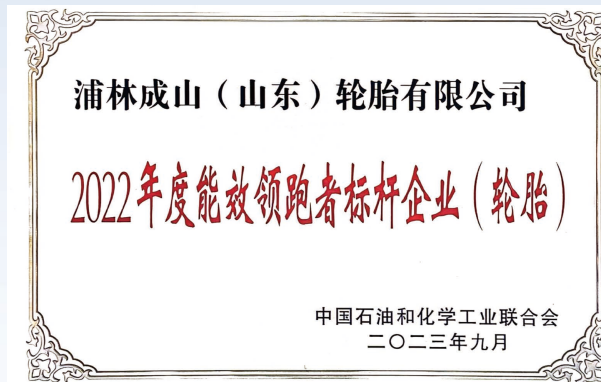 浦林成山（山东）轮胎有限公司
2022年度能效领跑者标杆企业（轮胎）
中国石油和化学工业联合会
二〇二三年九月